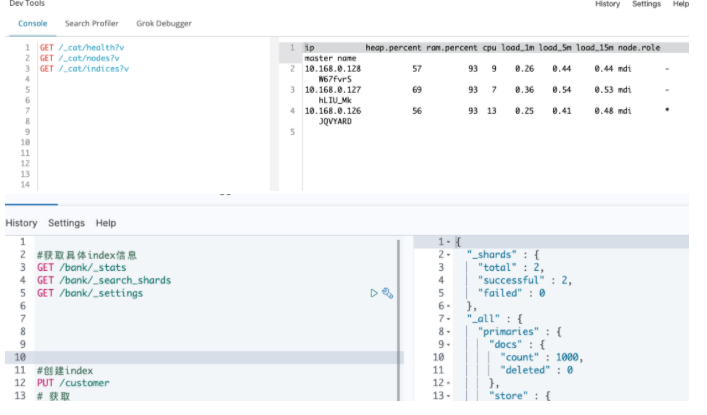 Dev Tools
History Settings Help
Console Search Profiler Grok Debugger
1 GET /_cat/health?v
2 GET /_cat/nodes?v
3 GET /_cat/indices?v
4
5
6
7
8
9
10
11
12
13
14
1 ip heap.percent ram.percent cpu load_1m load_5m load_15m node.role
master name
2 10.168.0.128 57 93 9 0.26 0.44 0.44 mdi -
W67fvrS
3 10.168.0.127 69 93 7 0.36 0.54 0.53 mdi -
hLIU_Mk
4 10.168.0.126 56 93 13 0.25 0.41 0.48 mdi *
JQVYARD
5
History Settings Help
1
2 #获取具体index信息
3 GET /bank/_stats
4 GET /bank/_search_shards
5 GET /bank/_settings
6
7
8
9
10
11 #创建index
12 PUT /customer
13 # 获取
1 {
2 "_shards" : {
3 "total" : 2,
4 "successful" : 2,
5 "failed" : 0
6 },
7 "_all" : {
8 "primaries" : {
9 "docs" : {
10 "count" : 1000,
11 "deleted" : 0
12 },
13 "store" : {